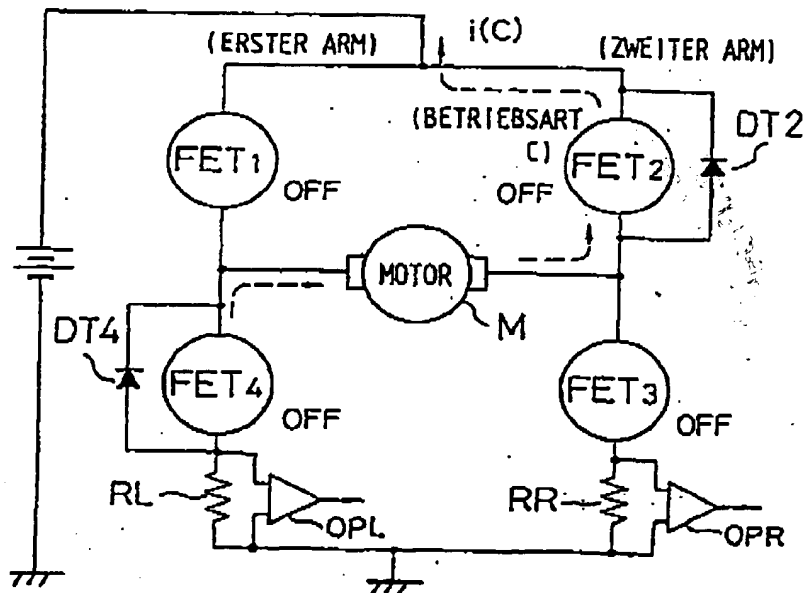 i(C)
(ERSTER ARM)
(ZWEITER ARM)
(BETRIEBSART
C)
DT2
FET1
OFF
FET2
OFF
MOTOR
M
DT4
FET4
OFF
FET3
OFF
RL
OPL
RR
OPR